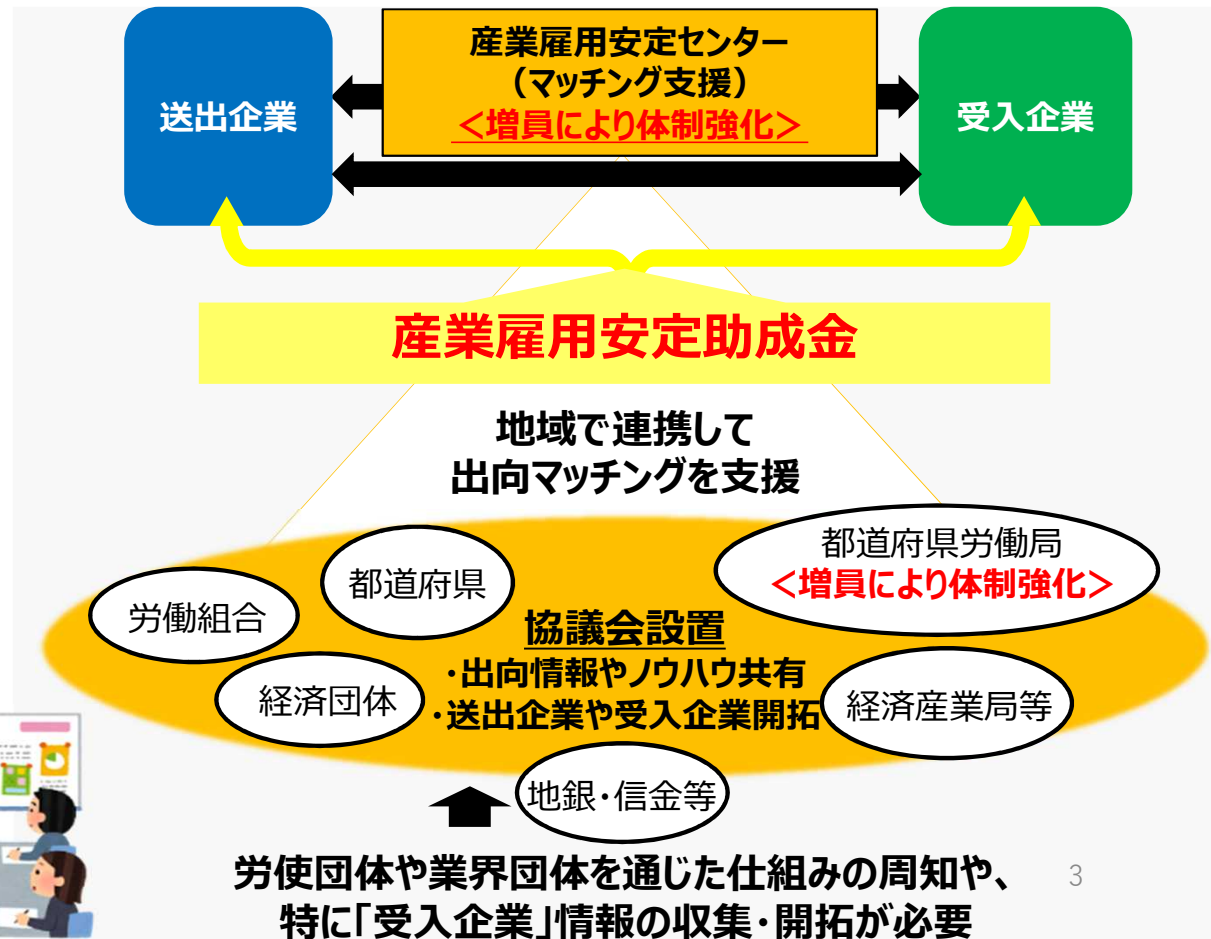 産業雇用安定センター
（マッチング支援）
＜増員により体制強化＞
送出企業
受入企業
産業雇用安定助成金
地域で連携して
出向マッチングを支援
都道府県労働局
＜増員により体制強化＞
都道府県
労働組合
協議会設置
・出向情報やノウハウ共有
・送出企業や受入企業開拓
経済団体
経済産業局等
地銀・信金等
労使団体や業界団体を通じた仕組みの周知や、
特に「受入企業」情報の収集・開拓が必要
3